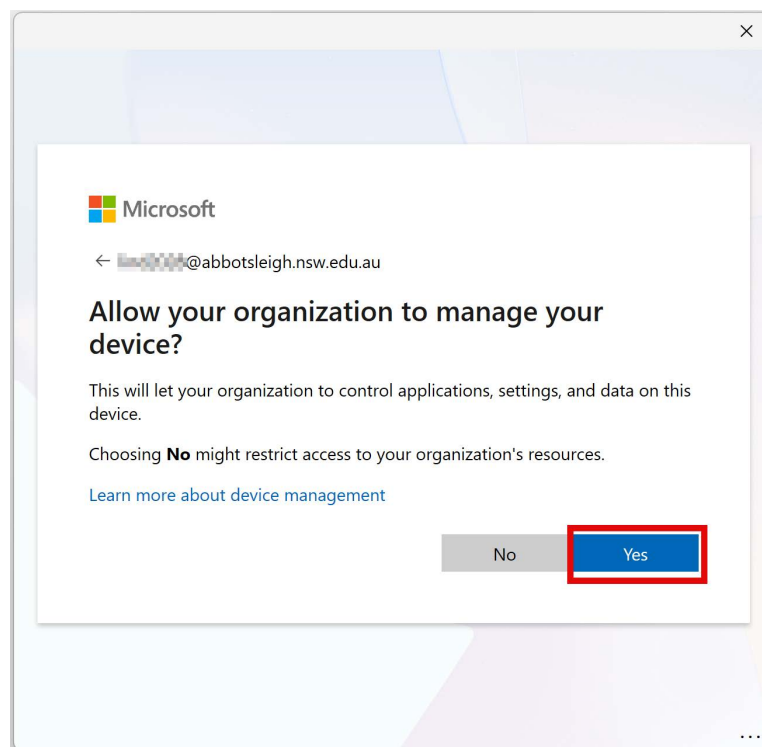 Microsoft
@abbotsleigh.nsw.edu.au
Allow your organization to manage your
device?
This will let your organization to control applications, settings, and data on this
device.
Choosing No might restrict access to your organization's resources.
Learn more about device management
No
Yes